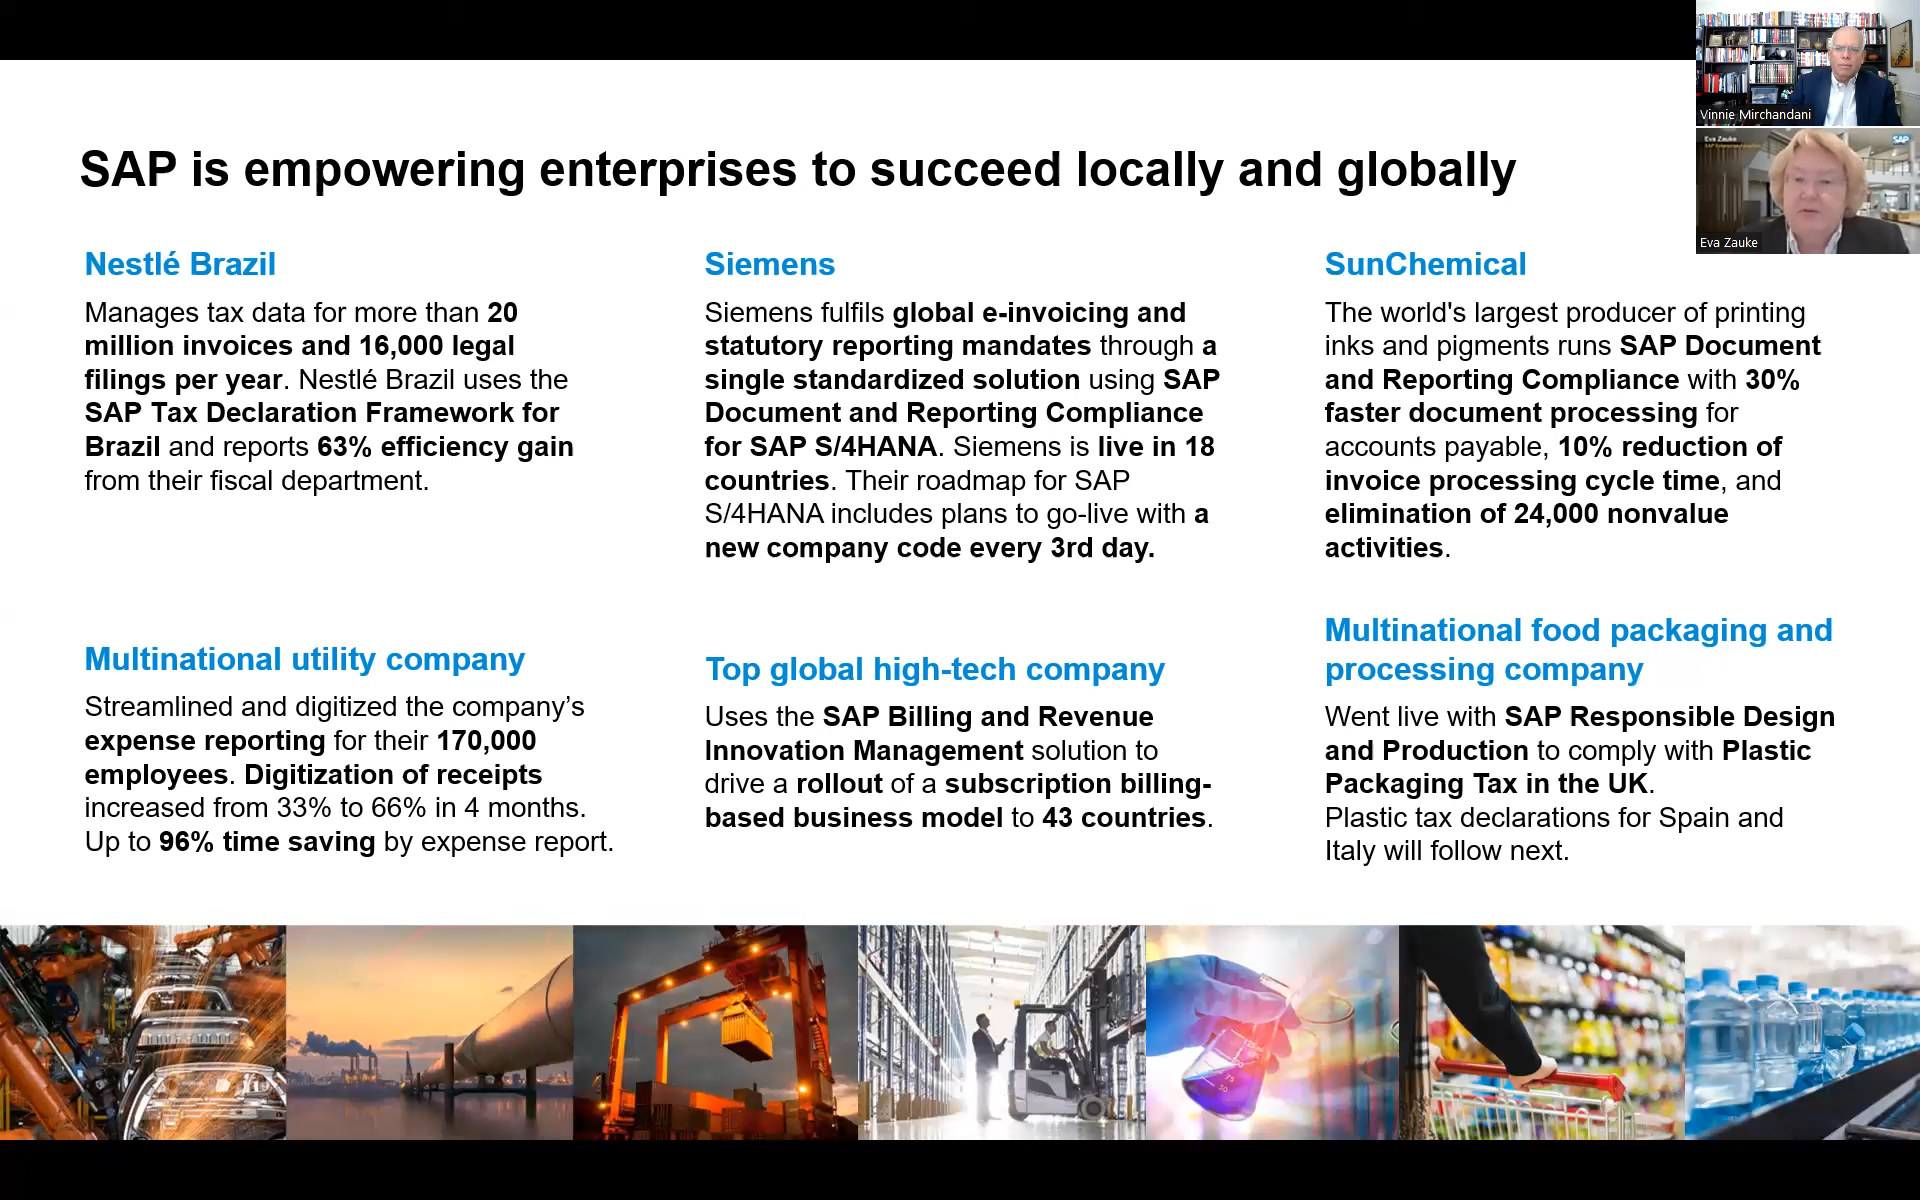 Vinnie Mirchandani
Eva Zauke
SAP
Eva Zauke
SAP is empowering enterprises to succeed locally and globally
Nestlé Brazil
Manages tax data for more than 20
million invoices and 16,000 legal
filings per year. Nestlé Brazil uses the
SAP Tax Declaration Framework for
Brazil and reports 63% efficiency gain
from their fiscal department.
Siemens
Siemens fulfils global e-invoicing and
statutory reporting mandates through a
single standardized solution using SAP
Document and Reporting Compliance
for SAP S/4HANA. Siemens is live in 18
countries. Their roadmap for SAP
S/4HANA includes plans to go-live with a
new company code every 3rd day.
SunChemical
The world's largest producer of printing
inks and pigments runs SAP Document
and Reporting Compliance with 30%
faster document processing for
accounts payable, 10% reduction of
invoice processing cycle time, and
elimination of 24,000 nonvalue
activities.
Multinational utility company
Streamlined and digitized the company’s
expense reporting for their 170,000
employees. Digitization of receipts
increased from 33% to 66% in 4 months.
Up to 96% time saving by expense report.
Top global high-tech company
Uses the SAP Billing and Revenue
Innovation Management solution to
drive a rollout of a subscription billing-
based business model to 43 countries.
Multinational food packaging and
processing company
Went live with SAP Responsible Design
and Production to comply with Plastic
Packaging Tax in the UK.
Plastic tax declarations for Spain and
Italy will follow next.